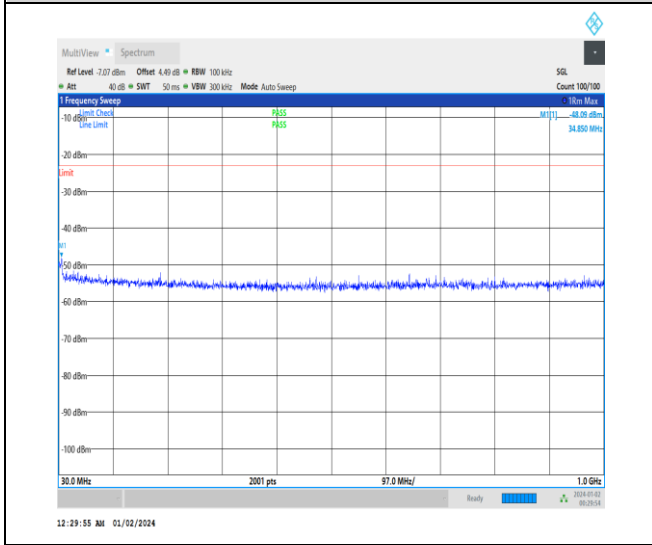 MultiView Spectrum
Ref Level -7.07 dBm Offset 4.49 dB RBW 100 kHz SGL
Att 40 dB SWT 50 ms VBW 300 kHz Mode Auto Sweep Count 100/100
1 Frequency Sweep 1Rm Max
Limit Check PASS M1[1] -48.09 dBm
-10 dBm
Line Limit PASS 34.850 MHz
-20 dBm
Limit
-30 dBm
-40 dBm
M1
-50 dBm
-60 dBm
-70 dBm
-80 dBm
-90 dBm
-100 dBm
30.0 MHz 2001 pts 97.0 MHz/ 1.0 GHz
Ready 2024-01-02
00:29:54
12:29:55 AM 01/02/2024